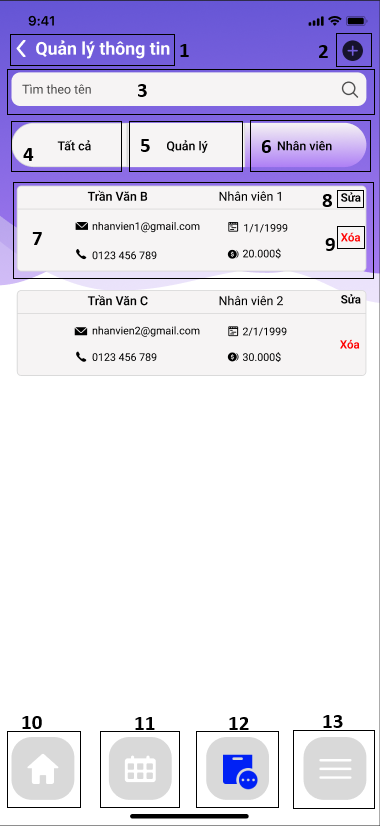 9:41
Quản lý thông tin 1 2
Tìm theo tên 3
4 Tất cả 5 Quản lý 6 Nhân viên
Trần Văn B Nhân viên 1 8 Sửa
7 nhanvien1@gmail.com 1/1/1999 9 Xóa
0123 456 789 20.000$
Trần Văn C Nhân viên 2 Sửa
nhanvien2@gmail.com 2/1/1999
Xóa
0123 456 789 30.000$
10 11 12 13